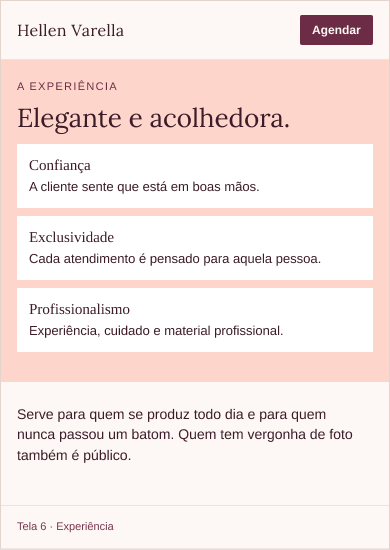 Hellen Varella
Agendar
A EXPERIÊNCIA
Elegante e acolhedora.
Confiança
A cliente sente que está em boas mãos.
Exclusividade
Cada atendimento é pensado para aquela pessoa.
Profissionalismo
Experiência, cuidado e material profissional.
Serve para quem se produz todo dia e para quem
nunca passou um batom. Quem tem vergonha de foto
também é público.
Tela 6 · Experiência